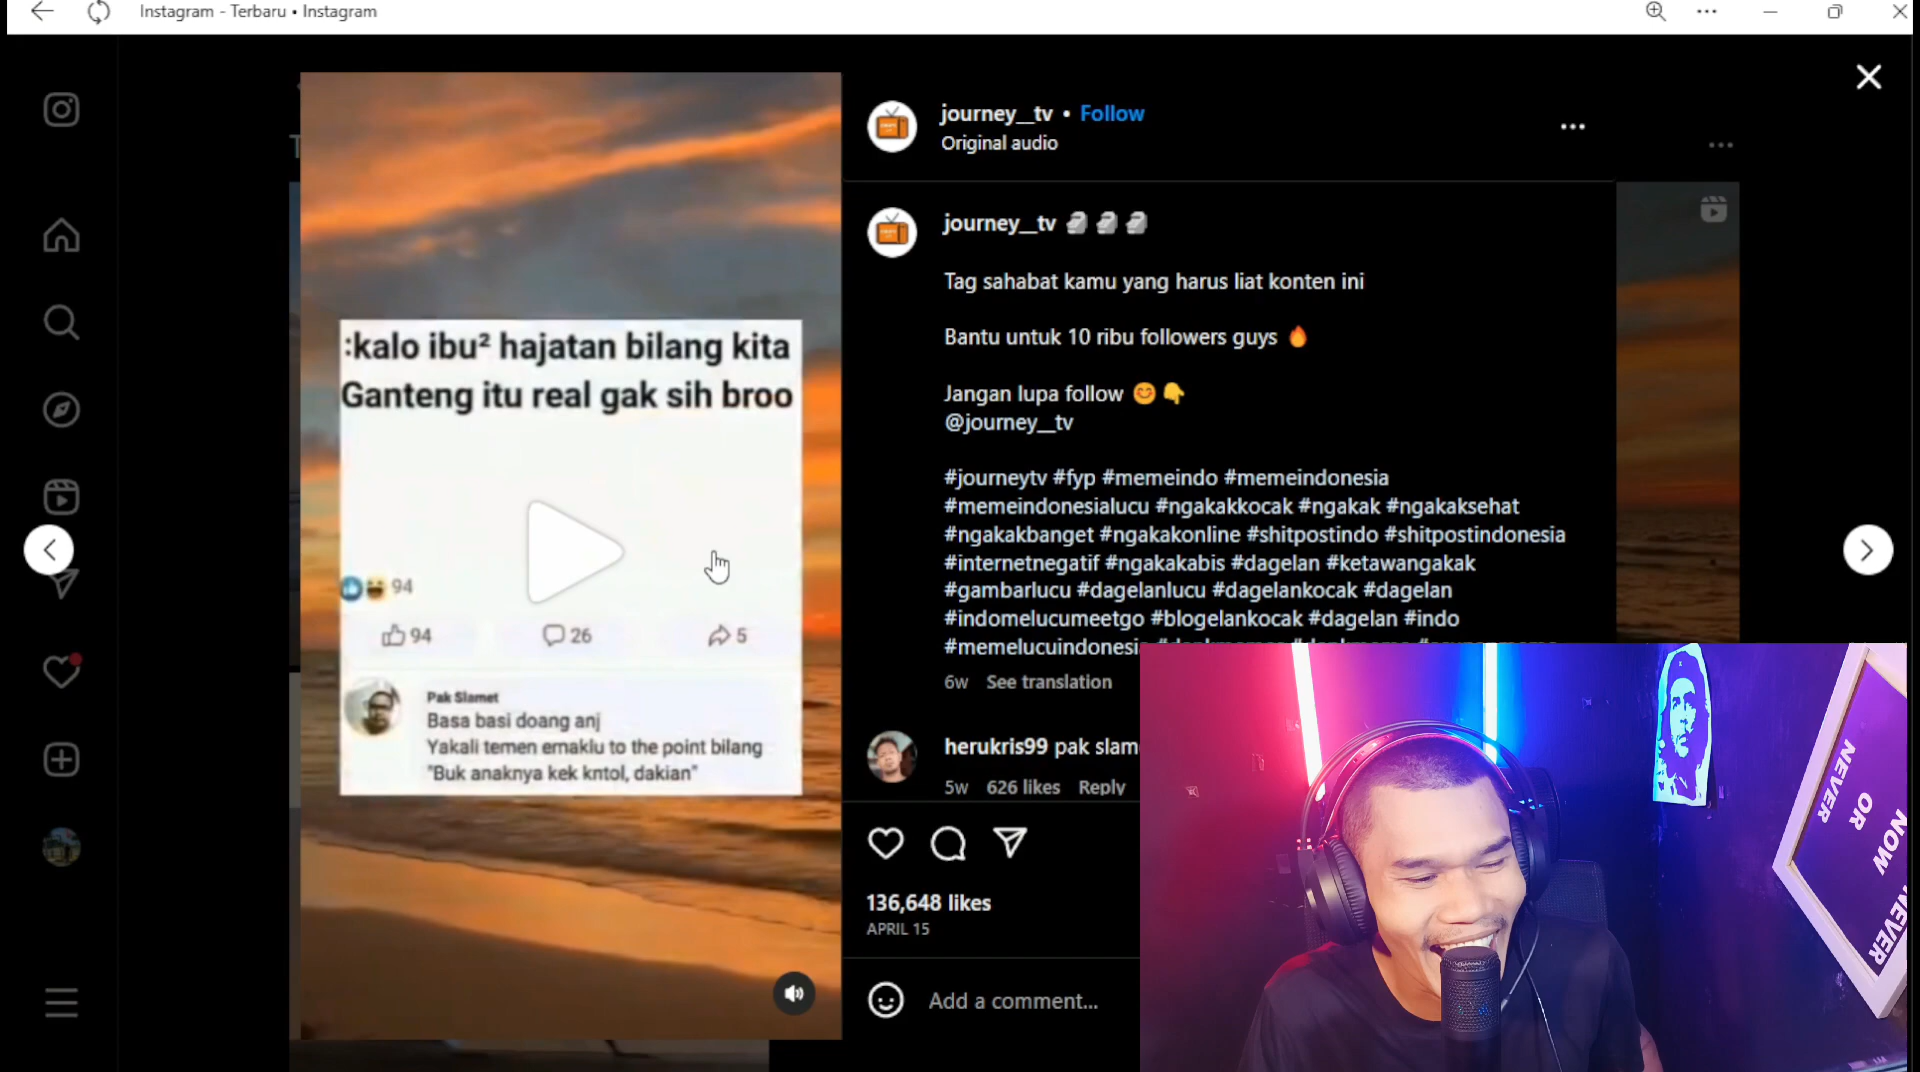 Instagram - Terbaru • Instagram
:kalo ibu² hajatan bilang kita
Ganteng itu real gak sih broo
94
94
26
5
Pak Slamet
Basa basi doang anj
Yakali temen emaklu to the point bilang
"Buk anaknya kek kntol, dakian"
journey__tv • Follow
Original audio
journey__tv 🗿 🗿 🗿
Tag sahabat kamu yang harus liat konten ini
Bantu untuk 10 ribu followers guys 🔥
Jangan lupa follow 😊👇
@journey__tv
#journeytv #fyp #memeindo #memeindonesia
#memeindonesialucu #ngakakkocak #ngakak #ngakaksehat
#ngakakbanget #ngakakonline #shitpostindo #shitpostindonesia
#internetnegatif #ngakakabis #dagelan #ketawangakak
#gambarlucu #dagelanlucu #dagelankocak #dagelan
#indomelucumeetgo #blogelankocak #dagelan #indo
#memelucuindonesi
6w See translation
herukris99 pak slam
5w 626 likes Reply
136,648 likes
APRIL 15
Add a comment...
NEVER
OR
NOW
NEVER